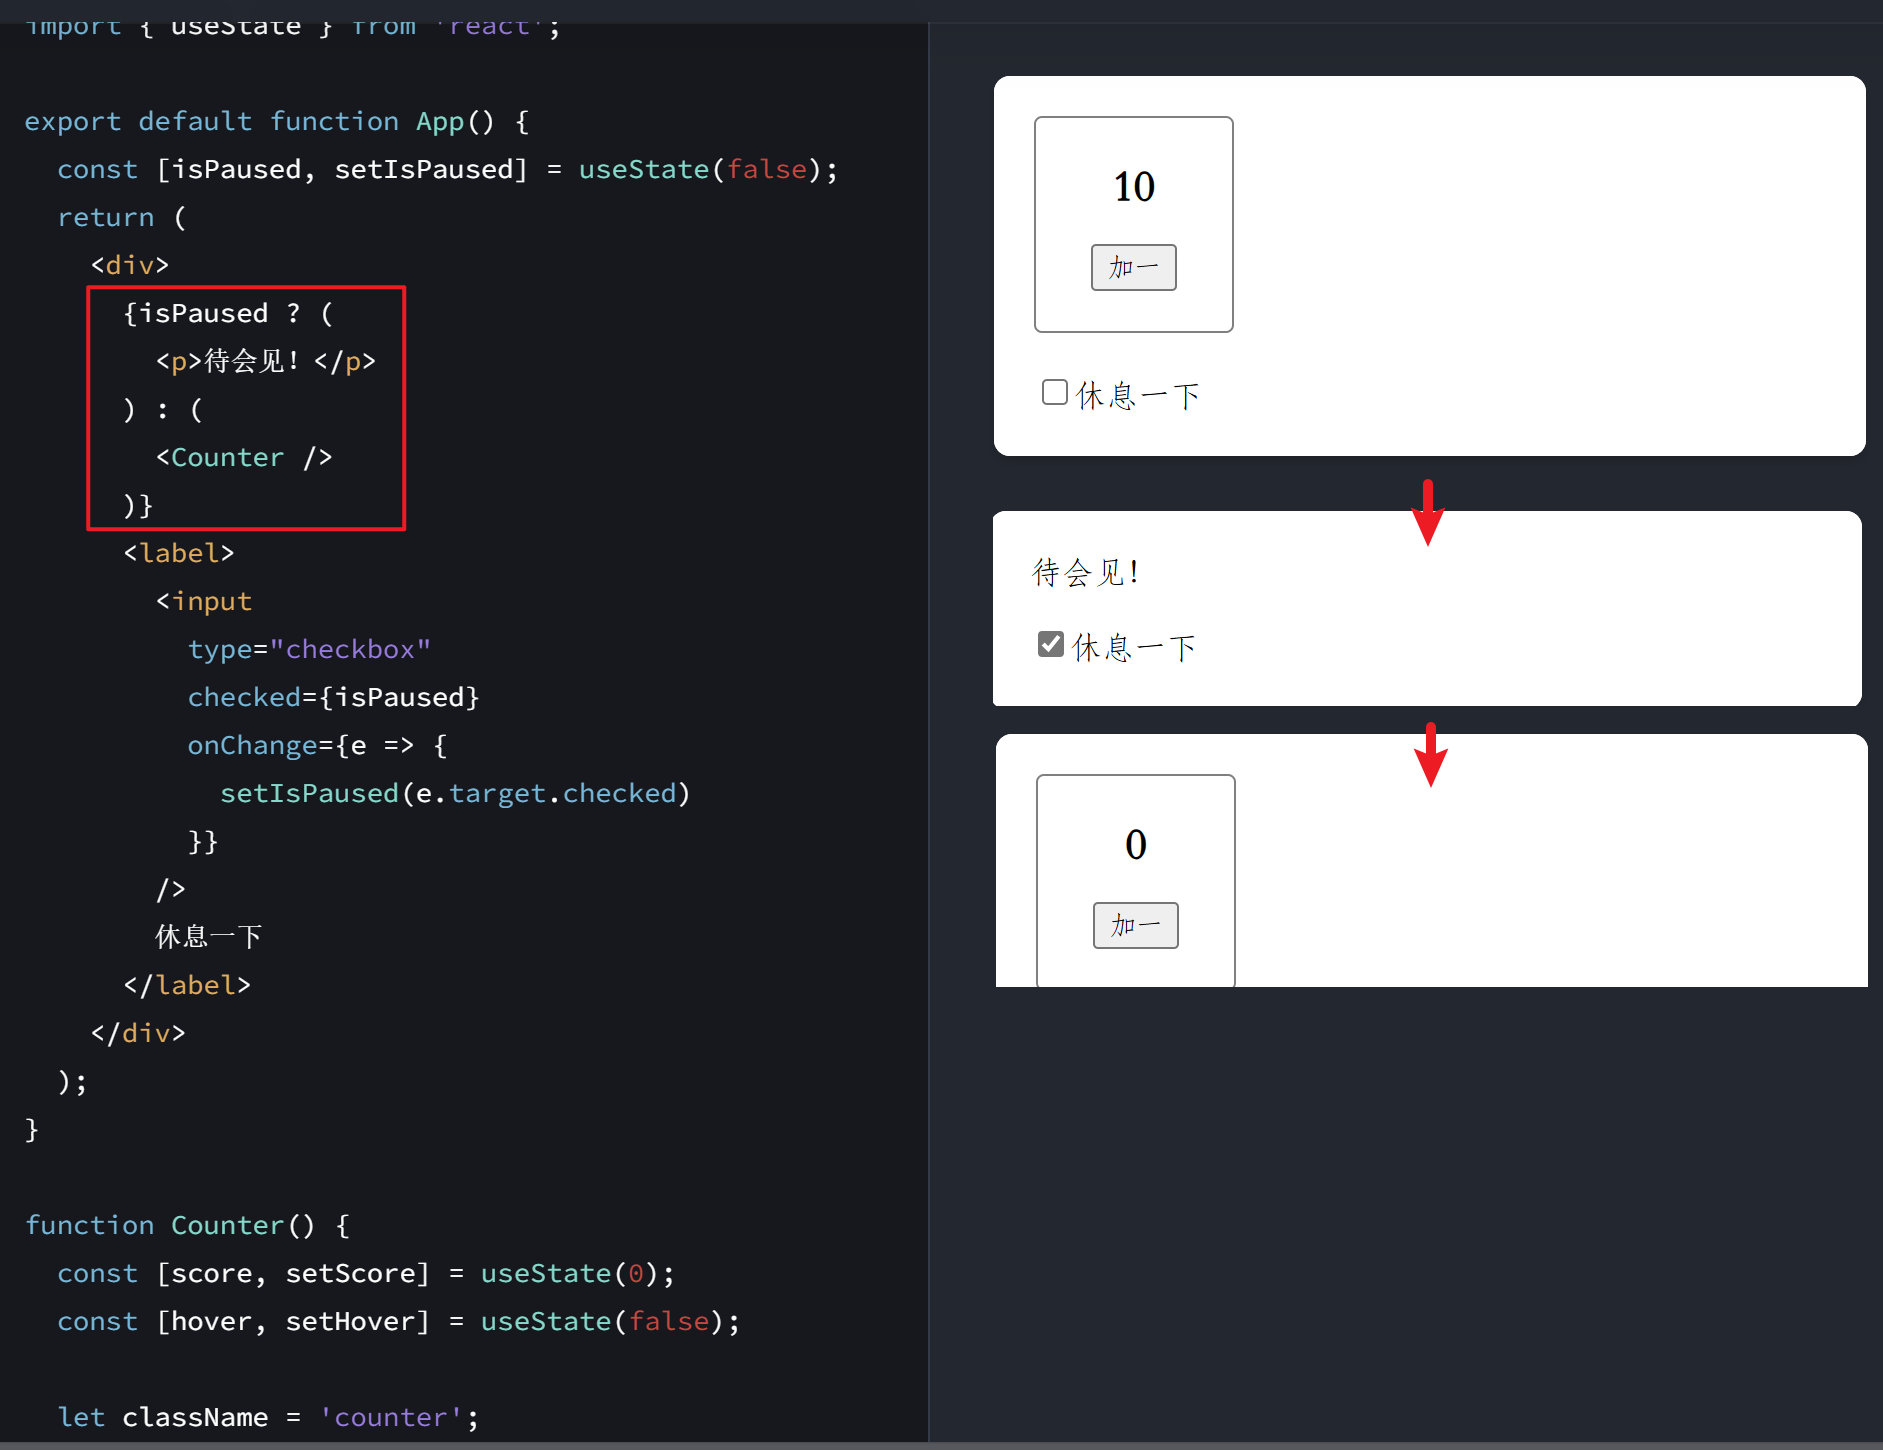 import { useState } from 'react';
export default function App() {
const [isPaused, setIsPaused] = useState(false);
return (
<div>
{isPaused ? (
<p>待会见！</p>
) : (
<Counter />
)}
<label>
<input
type="checkbox"
checked={isPaused}
onChange={e => {
setIsPaused(e.target.checked)
}}
/>
休息一下
</label>
</div>
);
}
function Counter() {
const [score, setScore] = useState(0);
const [hover, setHover] = useState(false);
let className = 'counter';
10
加一
休息一下
待会见！
休息一下
0
加一